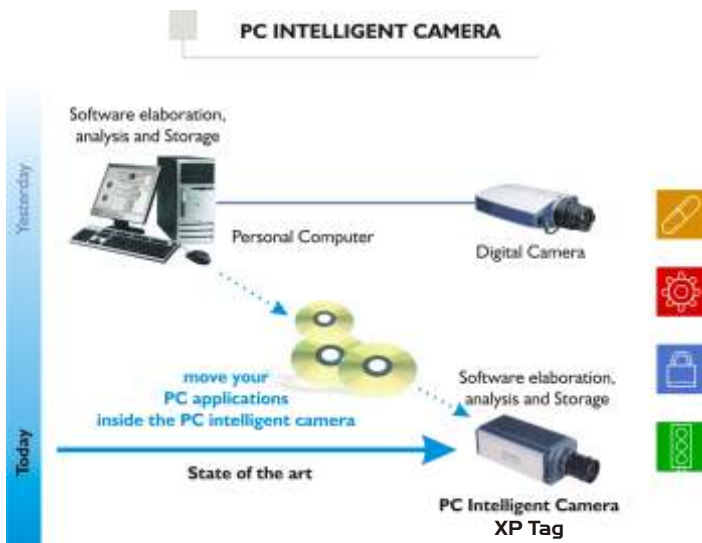 PC INTELLIGENT CAMERA
Software elaboration,
analysis and Storage
Yesterday
Personal Computer
Digital Camera
move your
PC applications
inside the PC intelligent camera
Software elaboration,
analysis and Storage
Today
State of the art
PC Intelligent Camera
XP Tag